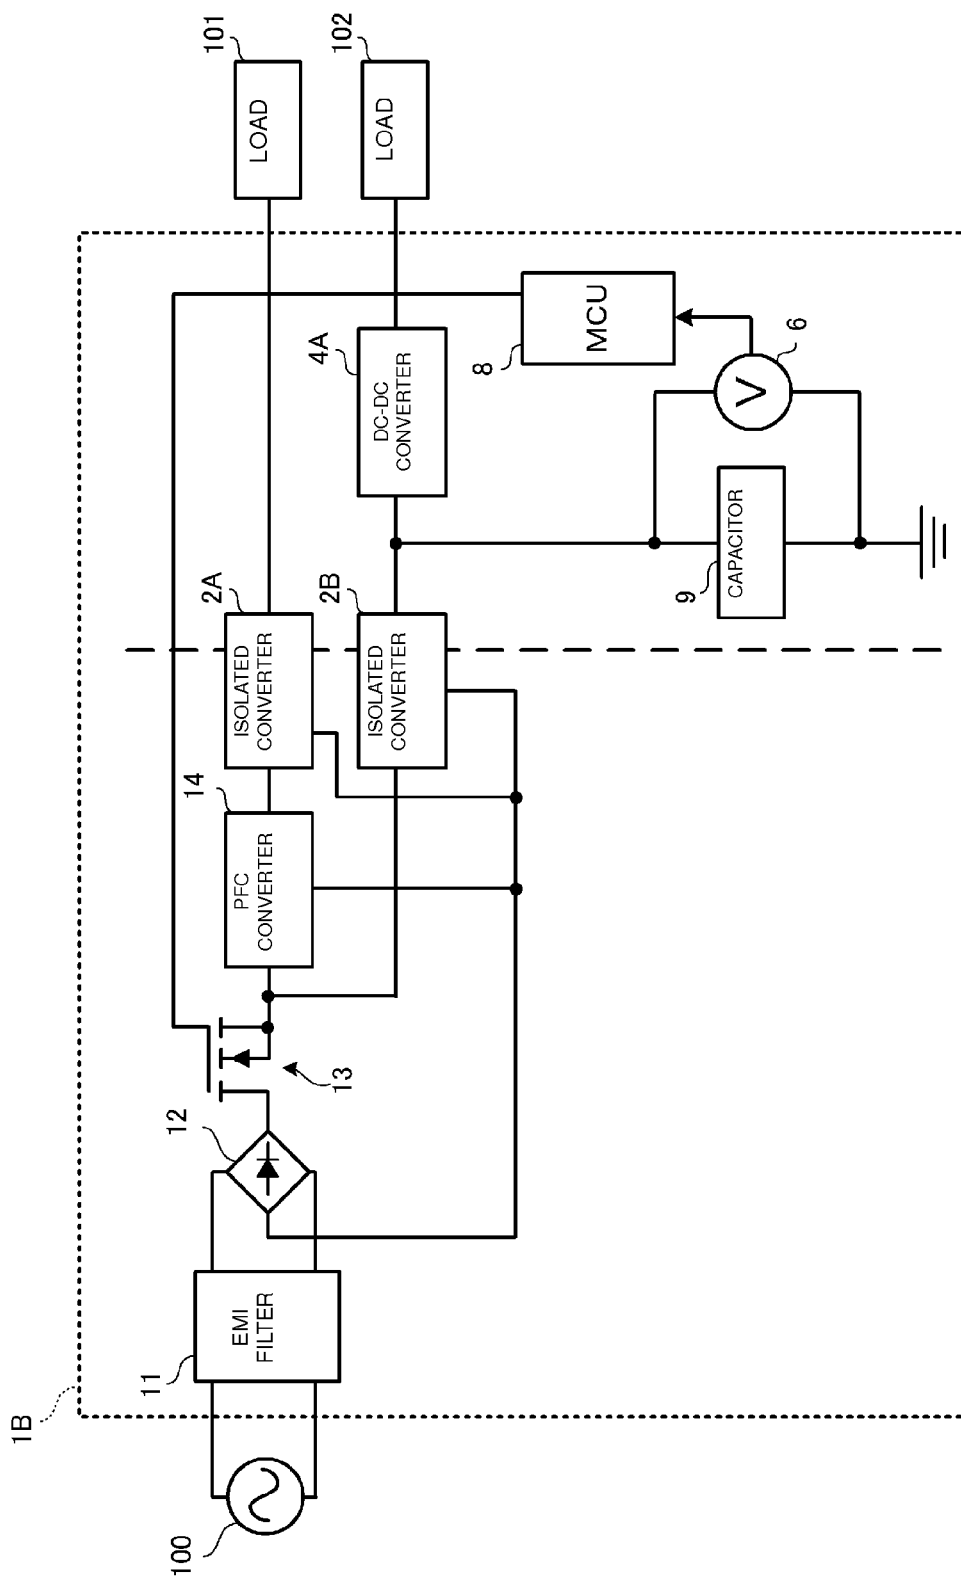 1B
100
11
EMI
FILTER
12
13
14
PFC
CONVERTER
2A
ISOLATED
CONVERTER
2B
ISOLATED
CONVERTER
4A
DC-DC
CONVERTER
101
LOAD
102
LOAD
8
MCU
6
V
9
CAPACITOR